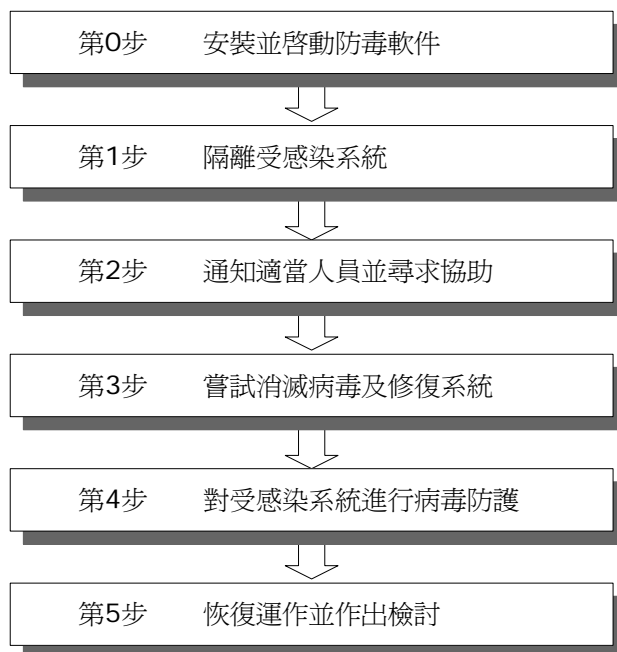 第0步 安裝並啓動防毒軟件
第1步 隔離受感染系統
第2步 通知適當人員並尋求協助
第3步 嘗試消滅病毒及修復系統
第4步 對受感染系統進行病毒防護
第5步 恢復運作並作出檢討